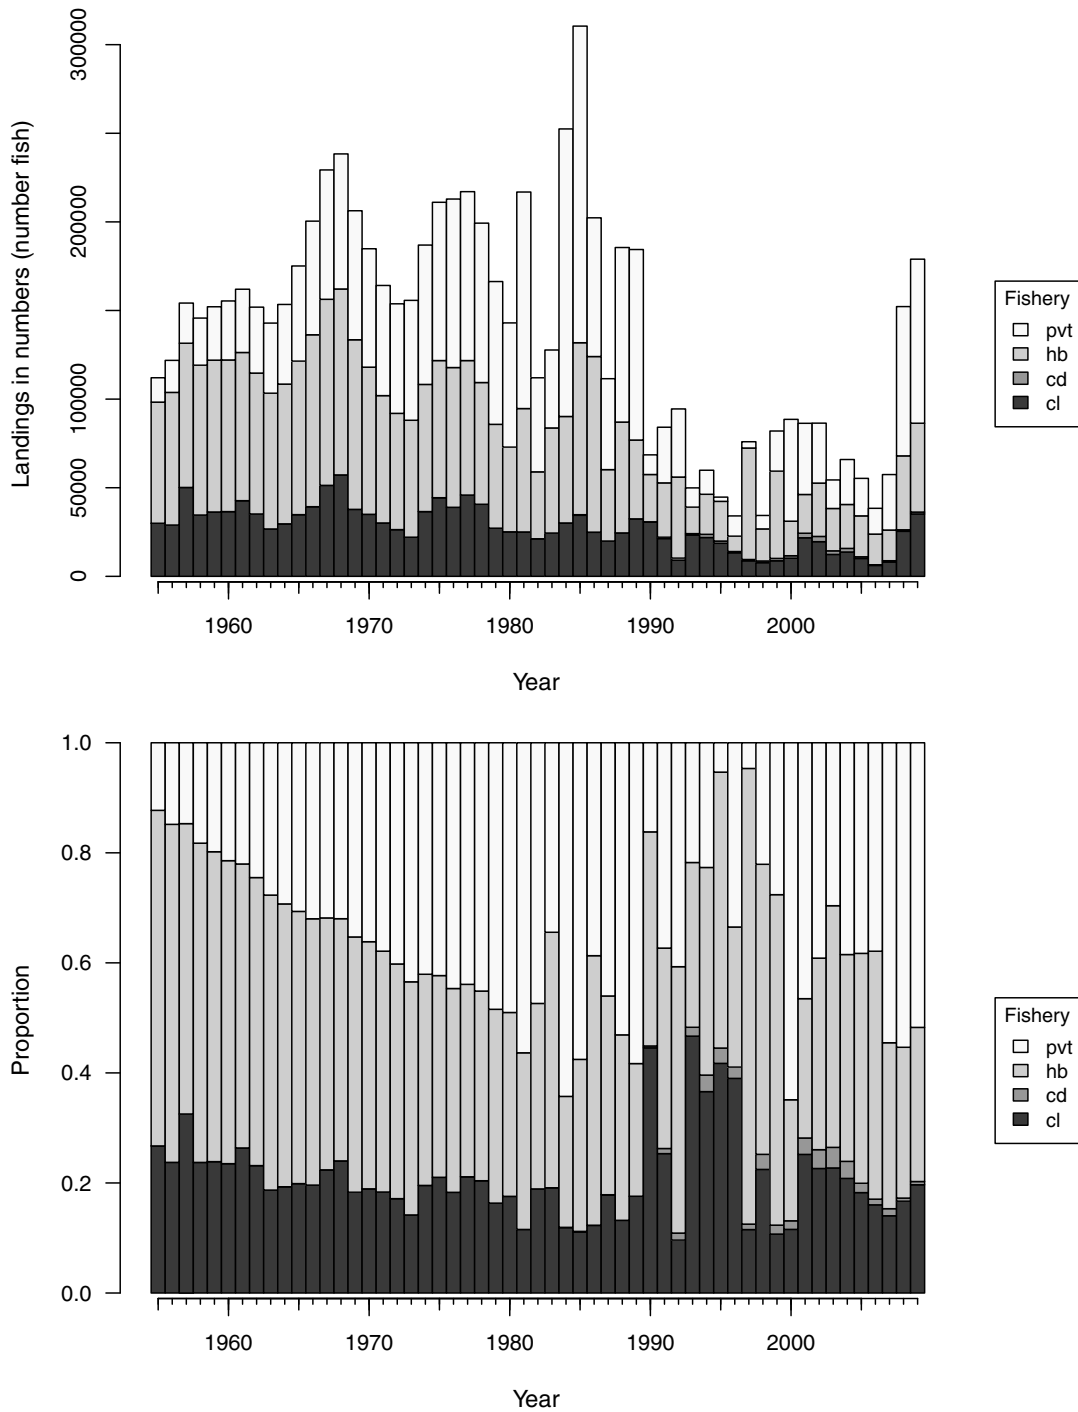 Landings in numbers (number fish)
300000
200000
100000
50000
0
1960 1970 1980 1990 2000
Year
Fishery
pvt
hb
cd
cl
Proportion
1.0
0.8
0.6
0.4
0.2
0.0
1960 1970 1980 1990 2000
Year
Fishery
pvt
hb
cd
cl